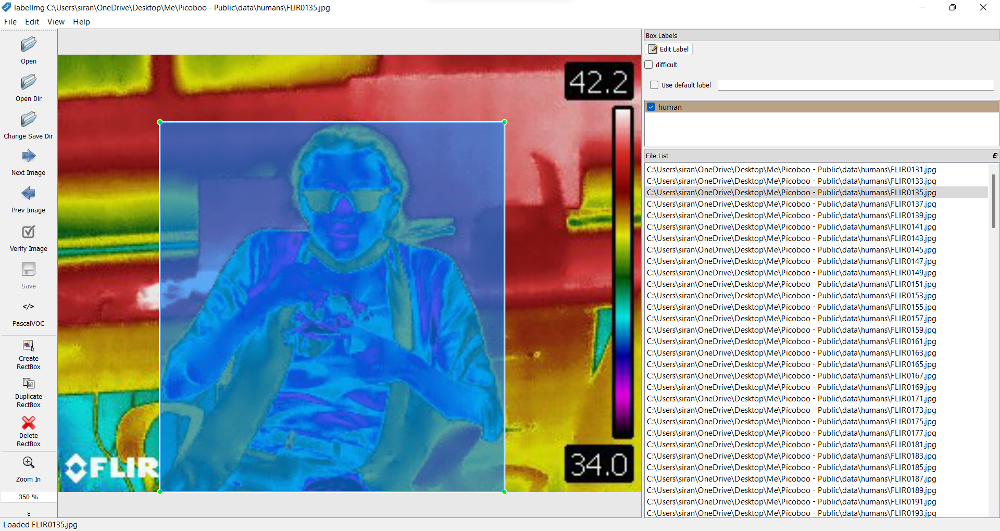 labelImg C:\Users\siran\OneDrive\Desktop\Me\Picoboo - Public\data\humans\FLIR0135.jpg
File Edit View Help
Open
Open Dir
Change Save Dir
Next Image
Prev Image
Verify Image
Save
</>
PascalVOC
Create
RectBox
Duplicate
RectBox
Delete
RectBox
Zoom In
350 %
42.2
34.0
FLIR
Box Labels
Edit Label
difficult
Use default label
human
File List
C:\Users\siran\OneDrive\Desktop\Me\Picoboo - Public\data\humans\FLIR0131.jpg
C:\Users\siran\OneDrive\Desktop\Me\Picoboo - Public\data\humans\FLIR0133.jpg
C:\Users\siran\OneDrive\Desktop\Me\Picoboo - Public\data\humans\FLIR0135.jpg
C:\Users\siran\OneDrive\Desktop\Me\Picoboo - Public\data\humans\FLIR0137.jpg
C:\Users\siran\OneDrive\Desktop\Me\Picoboo - Public\data\humans\FLIR0139.jpg
C:\Users\siran\OneDrive\Desktop\Me\Picoboo - Public\data\humans\FLIR0141.jpg
C:\Users\siran\OneDrive\Desktop\Me\Picoboo - Public\data\humans\FLIR0143.jpg
C:\Users\siran\OneDrive\Desktop\Me\Picoboo - Public\data\humans\FLIR0145.jpg
C:\Users\siran\OneDrive\Desktop\Me\Picoboo - Public\data\humans\FLIR0147.jpg
C:\Users\siran\OneDrive\Desktop\Me\Picoboo - Public\data\humans\FLIR0149.jpg
C:\Users\siran\OneDrive\Desktop\Me\Picoboo - Public\data\humans\FLIR0151.jpg
C:\Users\siran\OneDrive\Desktop\Me\Picoboo - Public\data\humans\FLIR0153.jpg
C:\Users\siran\OneDrive\Desktop\Me\Picoboo - Public\data\humans\FLIR0155.jpg
C:\Users\siran\OneDrive\Desktop\Me\Picoboo - Public\data\humans\FLIR0157.jpg
C:\Users\siran\OneDrive\Desktop\Me\Picoboo - Public\data\humans\FLIR0159.jpg
C:\Users\siran\OneDrive\Desktop\Me\Picoboo - Public\data\humans\FLIR0161.jpg
C:\Users\siran\OneDrive\Desktop\Me\Picoboo - Public\data\humans\FLIR0163.jpg
C:\Users\siran\OneDrive\Desktop\Me\Picoboo - Public\data\humans\FLIR0165.jpg
C:\Users\siran\OneDrive\Desktop\Me\Picoboo - Public\data\humans\FLIR0167.jpg
C:\Users\siran\OneDrive\Desktop\Me\Picoboo - Public\data\humans\FLIR0169.jpg
C:\Users\siran\OneDrive\Desktop\Me\Picoboo - Public\data\humans\FLIR0171.jpg
C:\Users\siran\OneDrive\Desktop\Me\Picoboo - Public\data\humans\FLIR0173.jpg
C:\Users\siran\OneDrive\Desktop\Me\Picoboo - Public\data\humans\FLIR0175.jpg
C:\Users\siran\OneDrive\Desktop\Me\Picoboo - Public\data\humans\FLIR0177.jpg
C:\Users\siran\OneDrive\Desktop\Me\Picoboo - Public\data\humans\FLIR0181.jpg
C:\Users\siran\OneDrive\Desktop\Me\Picoboo - Public\data\humans\FLIR0183.jpg
C:\Users\siran\OneDrive\Desktop\Me\Picoboo - Public\data\humans\FLIR0185.jpg
C:\Users\siran\OneDrive\Desktop\Me\Picoboo - Public\data\humans\FLIR0187.jpg
C:\Users\siran\OneDrive\Desktop\Me\Picoboo - Public\data\humans\FLIR0189.jpg
C:\Users\siran\OneDrive\Desktop\Me\Picoboo - Public\data\humans\FLIR0191.jpg
C:\Users\siran\OneDrive\Desktop\Me\Picoboo - Public\data\humans\FLIR0193.jpg
Loaded FLIR0135.jpg